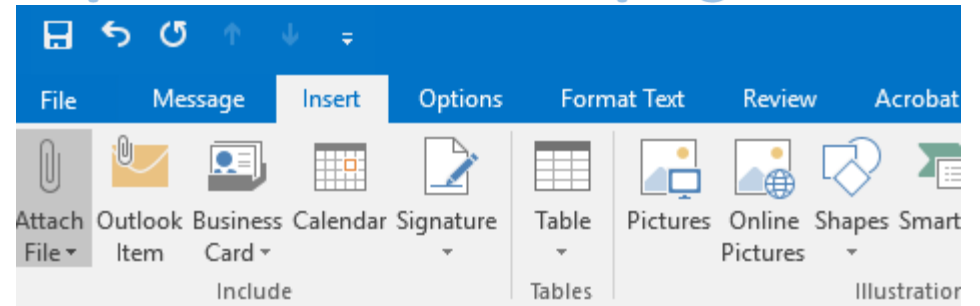 File Message Insert Options Format Text Review Acrobat
Attach Outlook Business Calendar Signature Table Pictures Online Shapes Smart
File Item Card Pictures
Include Tables Illustration